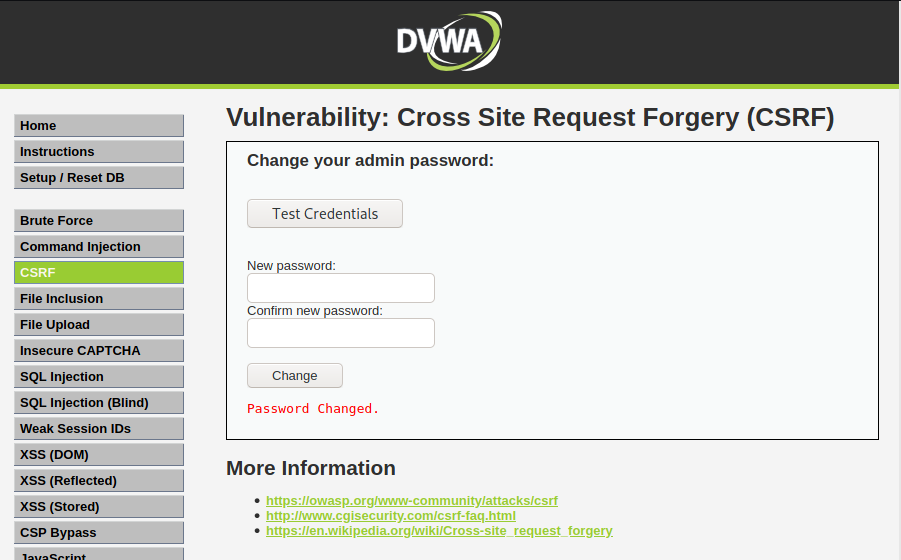 DVWA
Home
Instructions
Setup / Reset DB
Brute Force
Command Injection
CSRF
File Inclusion
File Upload
Insecure CAPTCHA
SQL Injection
SQL Injection (Blind)
Weak Session IDs
XSS (DOM)
XSS (Reflected)
XSS (Stored)
CSP Bypass
JavaScript
Vulnerability: Cross Site Request Forgery (CSRF)
Change your admin password:
Test Credentials
New password:
Confirm new password:
Change
Password Changed.
More Information
https://owasp.org/www-community/attacks/csrf
http://www.cgisecurity.com/csrf-faq.html
https://en.wikipedia.org/wiki/Cross-site_request_forgery